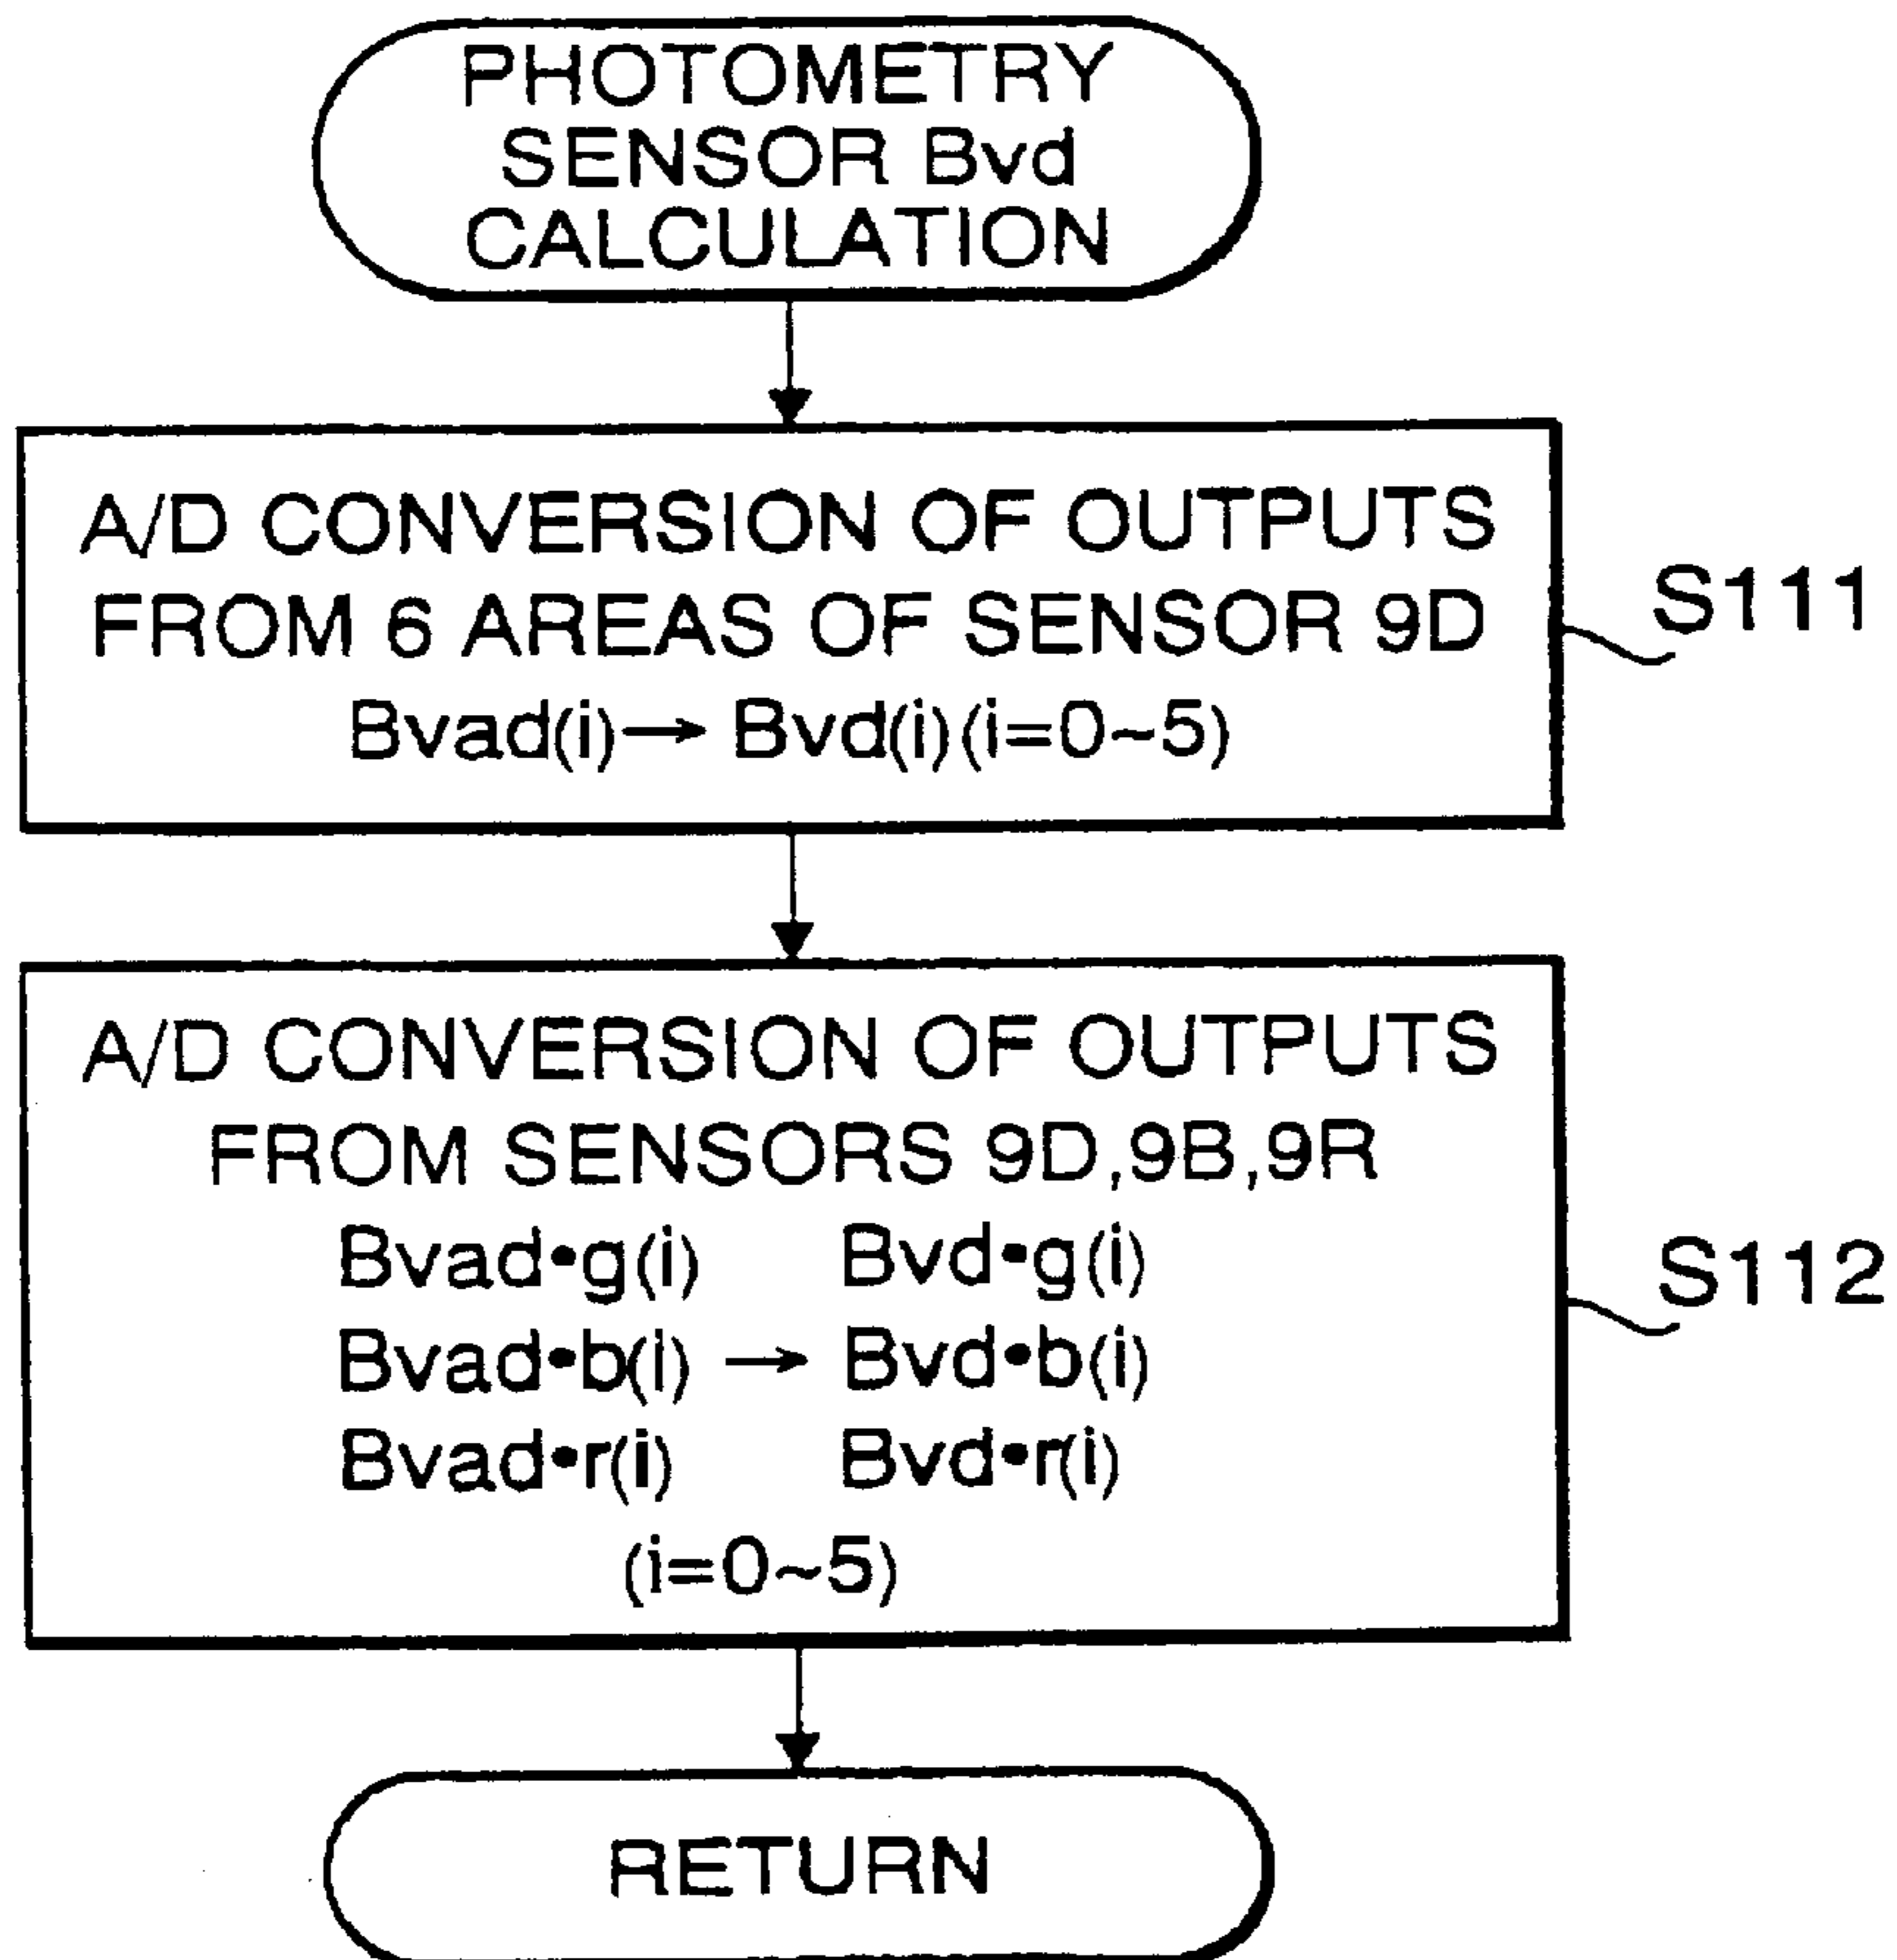 PHOTOMETRY
SENSOR Bvd
CALCULATION
A/D CONVERSION OF OUTPUTS
FROM 6 AREAS OF SENSOR 9D
Bvad(i)→ Bvd(i)(i=0~5)
S111
A/D CONVERSION OF OUTPUTS
FROM SENSORS 9D,9B,9R
Bvad•g(i) Bvd•g(i)
Bvad•b(i) → Bvd•b(i)
Bvad•r(i) Bvd•r(i)
(i=0~5)
S112
RETURN